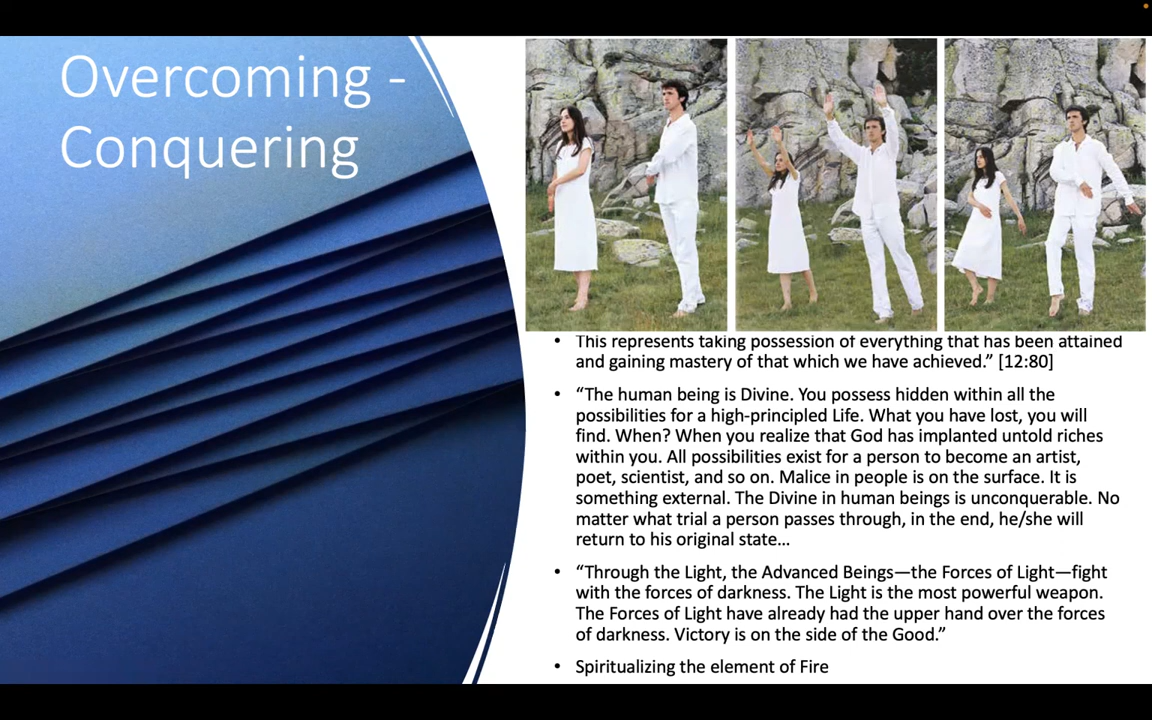 Overcoming -
Conquering
• This represents taking possession of everything that has been attained
and gaining mastery of that which we have achieved.” [12:80]
• “The human being is Divine. You possess hidden within all the
possibilities for a high-principled Life. What you have lost, you will
find. When? When you realize that God has implanted untold riches
within you. All possibilities exist for a person to become an artist,
poet, scientist, and so on. Malice in people is on the surface. It is
something external. The Divine in human beings is unconquerable. No
matter what trial a person passes through, in the end, he/she will
return to his original state...
• “Through the Light, the Advanced Beings—the Forces of Light—fight
with the forces of darkness. The Light is the most powerful weapon.
The Forces of Light have already had the upper hand over the forces
of darkness. Victory is on the side of the Good.”
• Spiritualizing the element of Fire